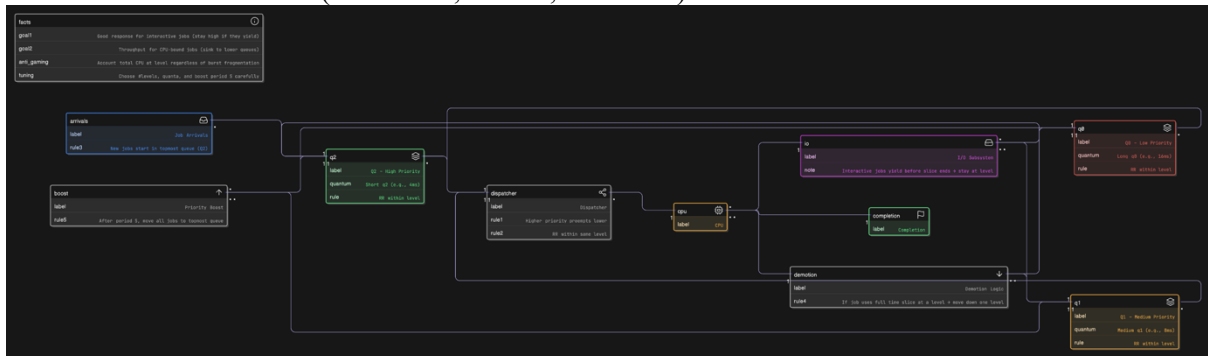 facts
goal1 Good response for interactive jobs (stay high if they yield)
goal2 Throughput for CPU-bound jobs (sink to lower queues)
anti_gaming Account total CPU at level regardless of burst fragmentation
tuning Choose #levels, quanta, and boost period S carefully
arrivals
label Job Arrivals
rule3 New jobs start in highest queue (Q2)
boost
label Priority Boost
rule5 After period S, move all jobs to highest queue
q2
label Q2 - High Priority
quantum Short q2 (e.g., 4ms)
rule RR within level
dispatcher
label Dispatcher
rule1 Higher priority preempts lower
rule2 RR within same level
cpu
label CPU
io
label I/O Subsystem
note Interactive jobs yield before slice ends → stay at level
completion
label Completion
demotion
label Demotion Logic
rule4 If job uses full time slice at a level → move down one level
q0
label Q0 - Low Priority
quantum Long q0 (e.g., 16ms)
rule RR within level
q1
label Q1 - Medium Priority
quantum Medium q1 (e.g., 8ms)
rule RR within level